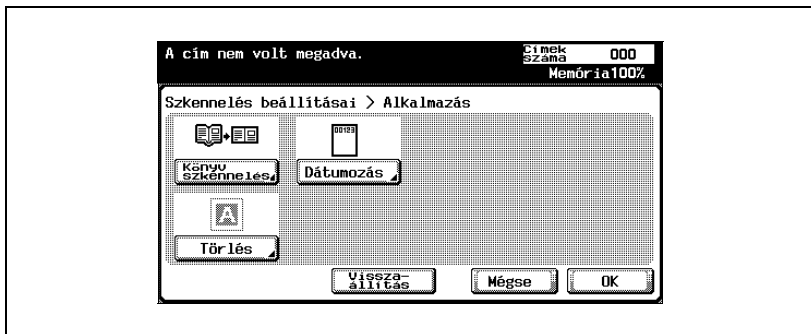 A cím nem volt megadva.
Címek száma 000
Memória100%
Szkennelés beállításai > Alkalmazás
00123
Könyv szkennelés
Dátumozás
A
Törlés
Vissza-
állítás
Mégse
OK